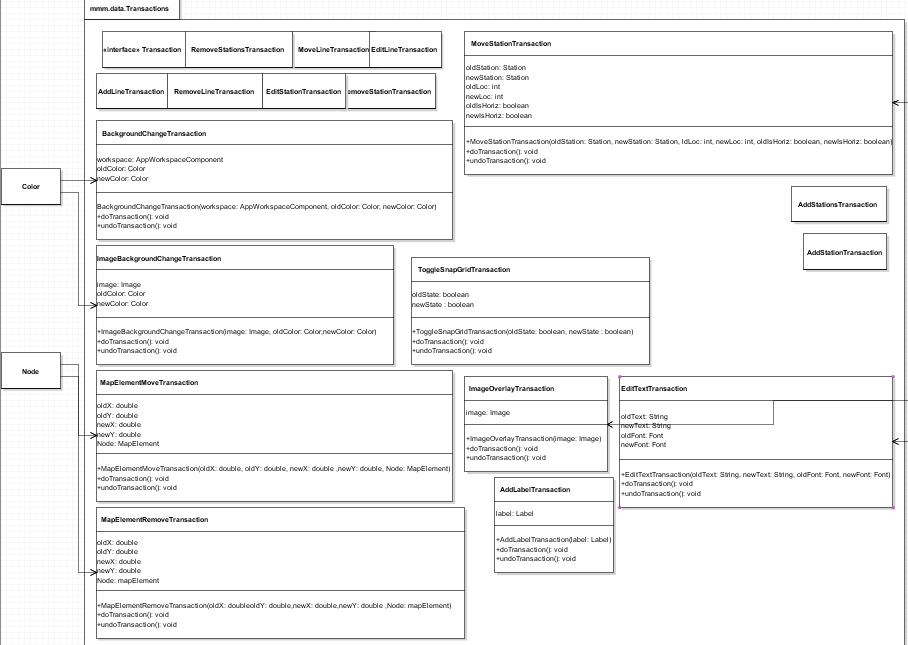 mmm.data.Transactions
«interface» Transaction
RemoveStationsTransaction
MoveLineTransaction
EditLineTransaction
AddLineTransaction
RemoveLineTransaction
EditStationTransaction
emoveStationTransaction
MoveStationTransaction
oldStation: Station
newStation: Station
oldLoc: int
newLoc: int
oldIsHoriz: boolean
newIsHoriz: boolean
+MoveStationTransaction(oldStation: Station, newStation: Station, ldLoc: int, newLoc: int, oldIsHoriz: boolean, newIsHoriz: boolean)
+doTransaction(): void
+undoTransaction(): void
BackgroundChangeTransaction
workspace: AppWorkspaceComponent
oldColor: Color
newColor: Color
BackgroundChangeTransaction(workspace: AppWorkspaceComponent, oldColor: Color, newColor: Color)
+doTransaction(): void
+undoTransaction(): void
Color
AddStationsTransaction
AddStationTransaction
ImageBackgroundChangeTransaction
image: Image
oldColor: Color
newColor: Color
+ImageBackgroundChangeTransaction(image: Image, oldColor: Color,newColor: Color)
+doTransaction(): void
+undoTransaction(): void
ToggleSnapGridTransaction
oldState: boolean
newState : boolean
+ToggleSnapGridTransaction(oldState: boolean, newState : boolean)
+doTransaction(): void
+undoTransaction(): void
Node
MapElementMoveTransaction
oldX: double
oldY: double
newX: double
newY: double
Node: MapElement
+MapElementMoveTransaction(oldX: double, oldY: double, newX: double ,newY: double, Node: MapElement)
+doTransaction(): void
+undoTransaction(): void
ImageOverlayTransaction
image: Image
+ImageOverlayTransaction(image: Image)
+doTransaction(): void
+undoTransaction(): void
EditTextTransaction
oldText: String
newText: String
oldFont: Font
newFont: Font
+EditTextTransaction(oldText: String, newText: String, oldFont: Font, newFont: Font)
+doTransaction(): void
+undoTransaction(): void
AddLabelTransaction
label: Label
+AddLabelTransaction(label: Label)
+doTransaction(): void
+undoTransaction(): void
MapElementRemoveTransaction
oldX: double
oldY: double
newX: double
newY: double
Node: mapElement
+MapElementRemoveTransaction(oldX: doubleoldY: double,newX: double,newY: double ,Node: mapElement)
+doTransaction(): void
+undoTransaction(): void